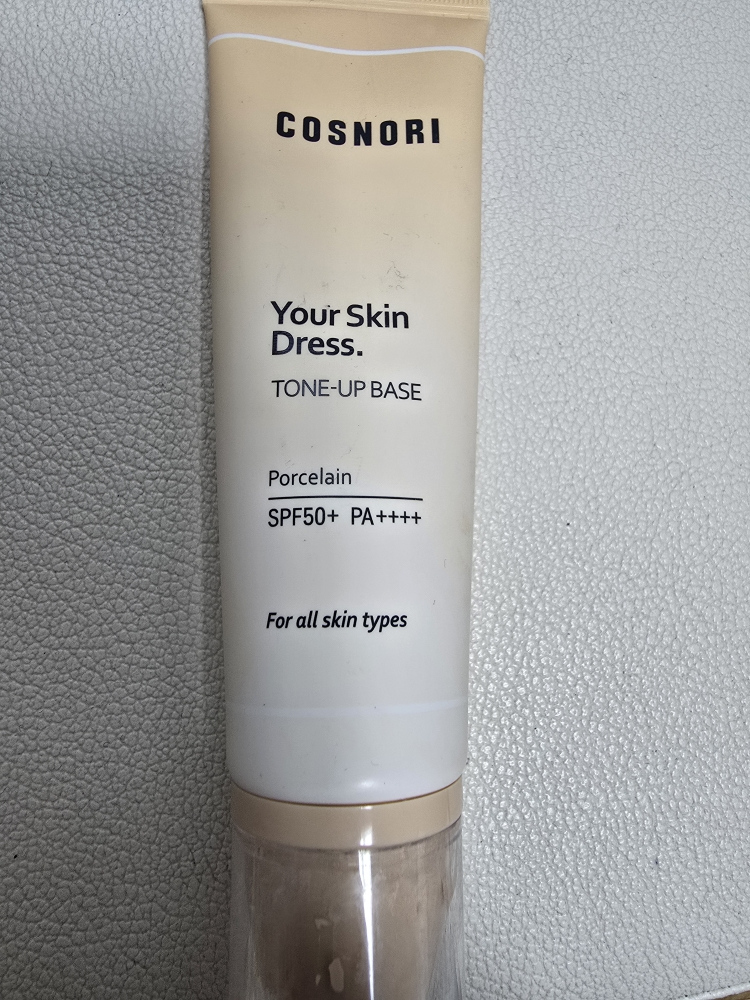 COSNORI
Your Skin
Dress.
TONE-UP BASE
Porcelain
SPF50+ PA++++
For all skin types